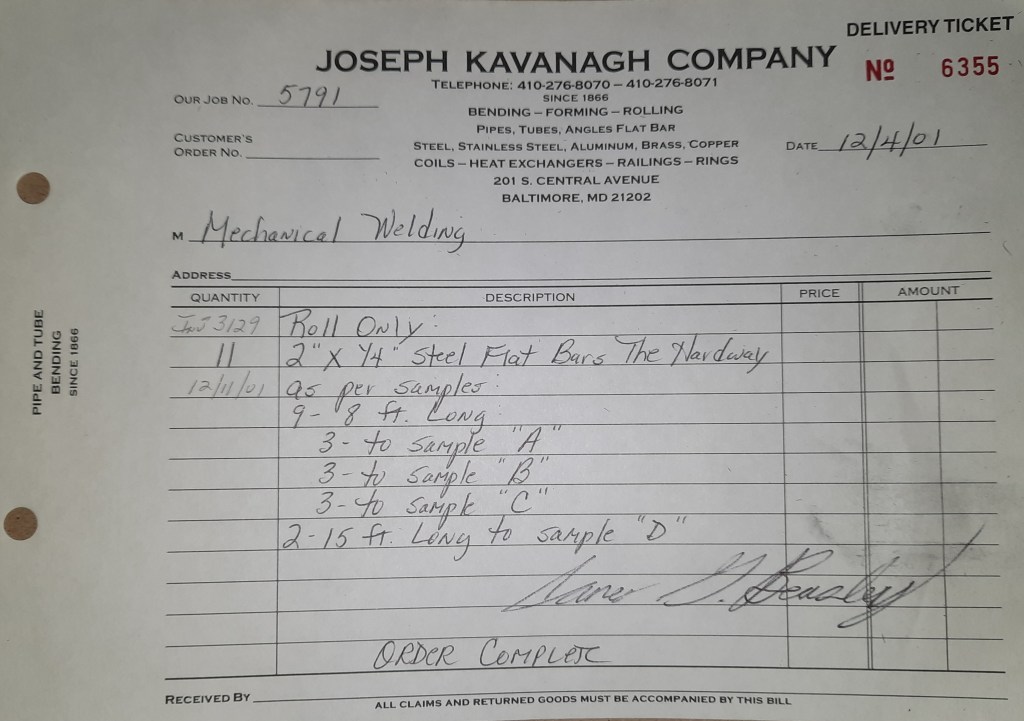 DELIVERY TICKET
JOSEPH KAVANAGH COMPANY
Nº 6355
TELEPHONE: 410-276-8070 – 410-276-8071
SINCE 1866
OUR JOB NO. 5791
BENDING – FORMING – ROLLING
PIPES, TUBES, ANGLES FLAT BAR
CUSTOMER'S
ORDER NO.
STEEL, STAINLESS STEEL, ALUMINUM, BRASS, COPPER
DATE 12/4/01
COILS – HEAT EXCHANGERS – RAILINGS – RINGS
201 S. CENTRAL AVENUE
BALTIMORE, MD 21202
M Mechanical Welding
ADDRESS
QUANTITY DESCRIPTION PRICE AMOUNT
Inv 3129 Roll Only:
11 2" X 1/4" Steel Flat Bars The Hardway
12/11/01 as per samples:
9- 8 ft. Long
3- to sample "A"
3- to sample "B"
3- to sample "C"
2-15 ft. Long to sample "D"
G. Beasley
ORDER COMPLETE
RECEIVED BY
ALL CLAIMS AND RETURNED GOODS MUST BE ACCOMPANIED BY THIS BILL
PIPE AND TUBE
BENDING
SINCE 1866